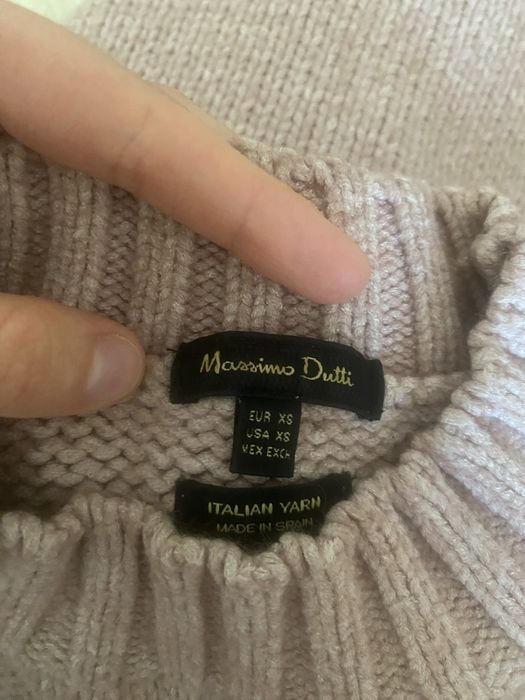 Massimo Dutti
EUR XS
USA XS
MEX EXCH
ITALIAN YARN
MADE IN SPAIN